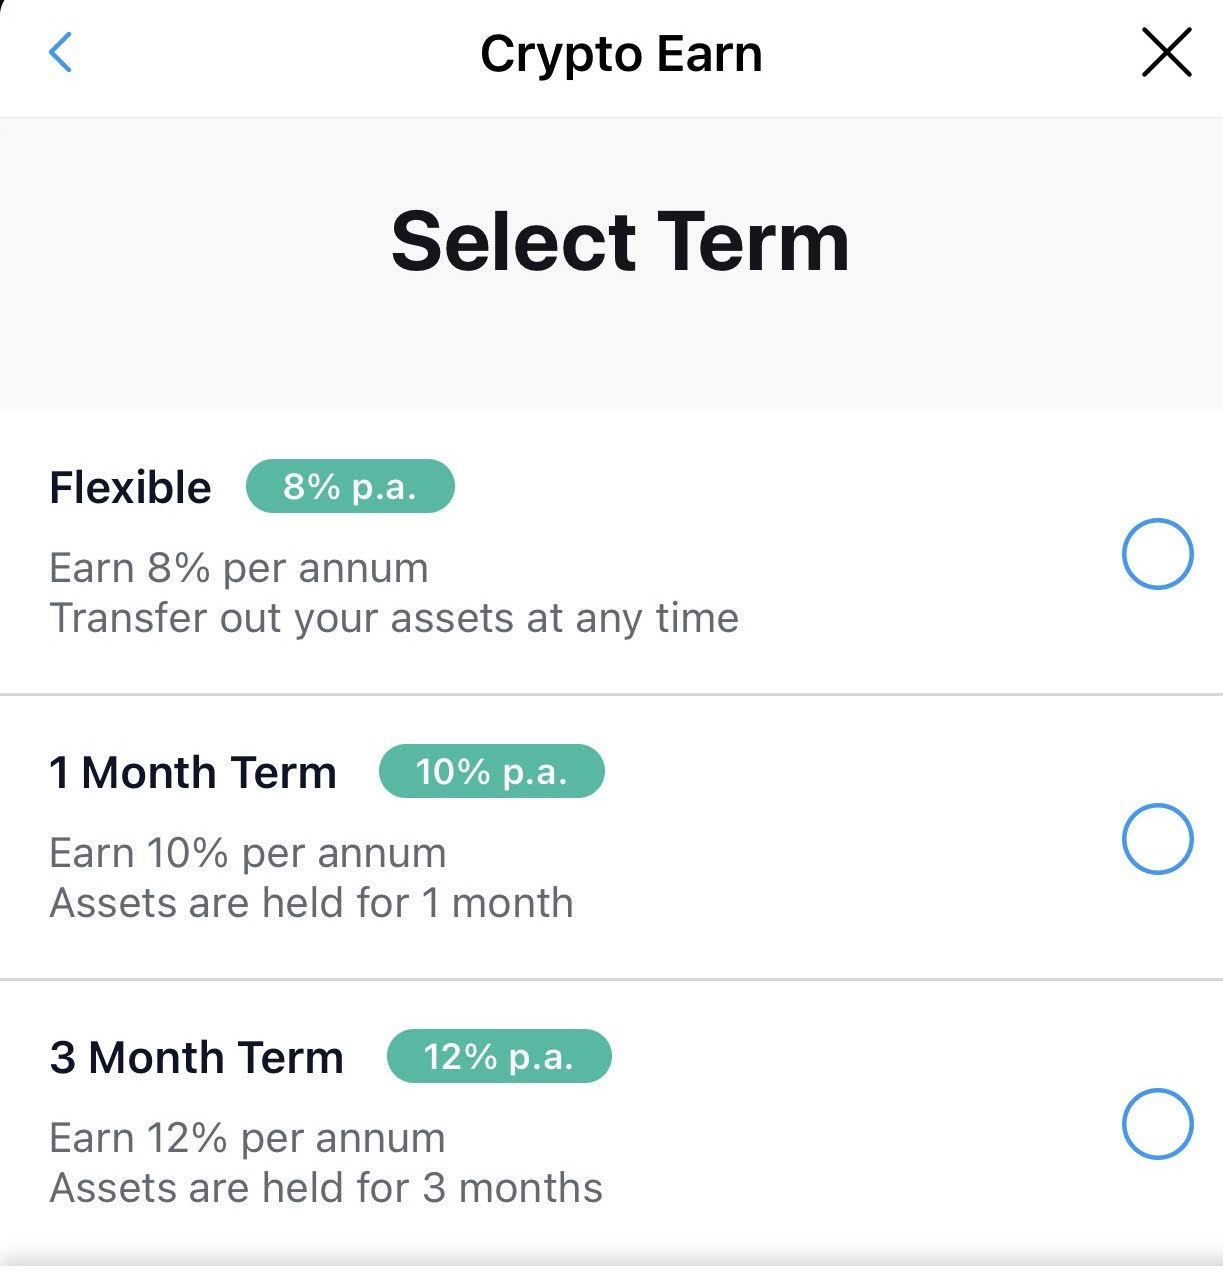 Crypto Earn
Select Term
Flexible 8% p.a.
Earn 8% per annum
Transfer out your assets at any time
1 Month Term 10% p.a.
Earn 10% per annum
Assets are held for 1 month
3 Month Term 12% p.a.
Earn 12% per annum
Assets are held for 3 months